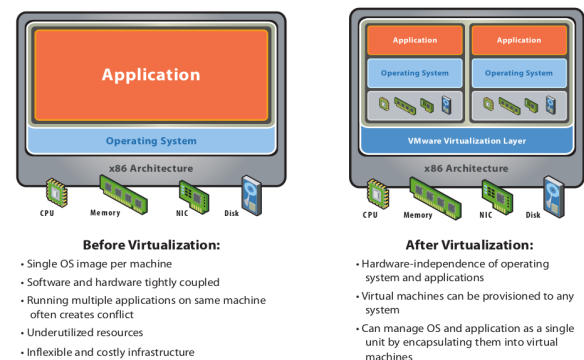 Application
Operating System
x86 Architecture
CPU
Memory
NIC
Disk
Before Virtualization:
• Single OS image per machine
• Software and hardware tightly coupled
• Running multiple applications on same machine
often creates conflict
• Underutilized resources
• Inflexible and costly infrastructure
Application
Application
Operating System
Operating System
VMware Virtualization Layer
x86 Architecture
CPU
Memory
NIC
Disk
After Virtualization:
• Hardware-independence of operating
system and applications
• Virtual machines can be provisioned to any
system
• Can manage OS and application as a single
unit by encapsulating them into virtual
machines